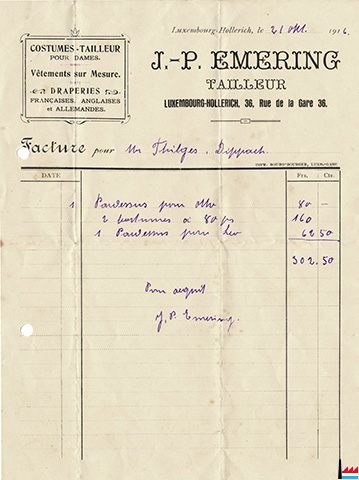 COSTUMES-TAILLEUR
POUR DAMES.
Vêtements sur Mesure.
DRAPERIES
FRANÇAISES, ANGLAISES
et ALLEMANDES.
Luxembourg-Hollerich, le 21 Okt. 1916
J.-P. EMERING
TAILLEUR
LUXEMBOURG-HOLLERICH, 36, Rue de la Gare 36.
Facture pour Mr Thilges, Dippach.
DATE Frs. Cts.
1 Pardessus pour Otto 80 —
2 Costumes à 80 frs 160
1 Pardessus pour Leo 62 50
302.50
Pour acquit
J. P. Emering.